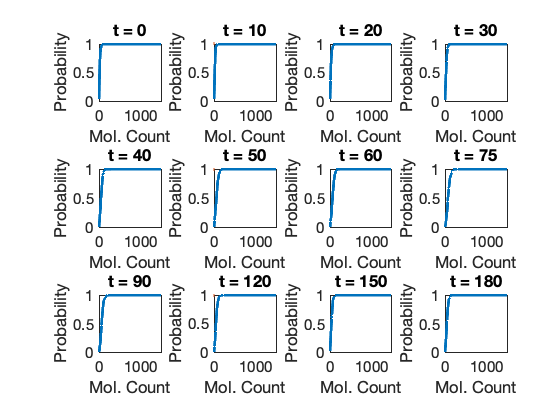 t = 0 t = 10 t = 20 t = 30
Probability Probability Probability Probability
1 1 1 1
0.5 0.5 0.5 0.5
0 0 0 0
0 1000 0 1000 0 1000 0 1000
Mol. Count Mol. Count Mol. Count Mol. Count
t = 40 t = 50 t = 60 t = 75
Probability Probability Probability Probability
1 1 1 1
0.5 0.5 0.5 0.5
0 0 0 0
0 1000 0 1000 0 1000 0 1000
Mol. Count Mol. Count Mol. Count Mol. Count
t = 90 t = 120 t = 150 t = 180
Probability Probability Probability Probability
1 1 1 1
0.5 0.5 0.5 0.5
0 0 0 0
0 1000 0 1000 0 1000 0 1000
Mol. Count Mol. Count Mol. Count Mol. Count